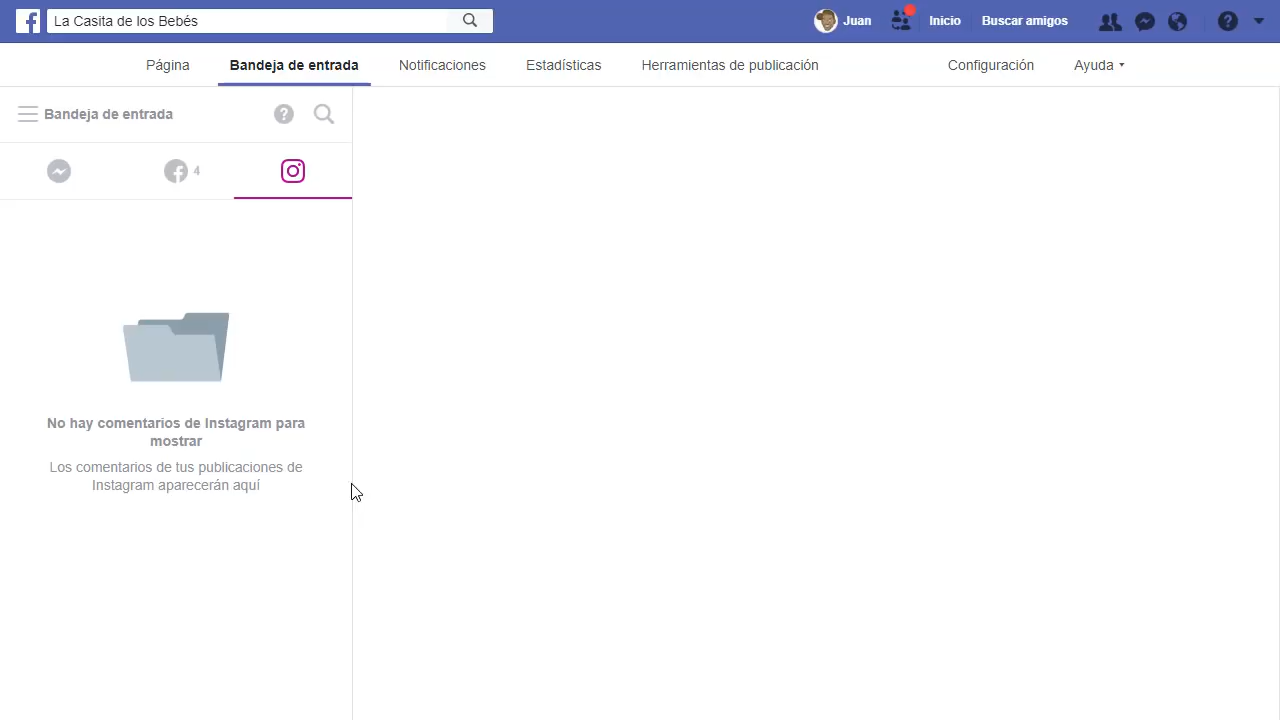 La Casita de los Bebés
Juan
Inicio
Buscar amigos
Página
Bandeja de entrada
Notificaciones
Estadísticas
Herramientas de publicación
Configuración
Ayuda
Bandeja de entrada
4
No hay comentarios de Instagram para
mostrar
Los comentarios de tus publicaciones de
Instagram aparecerán aquí